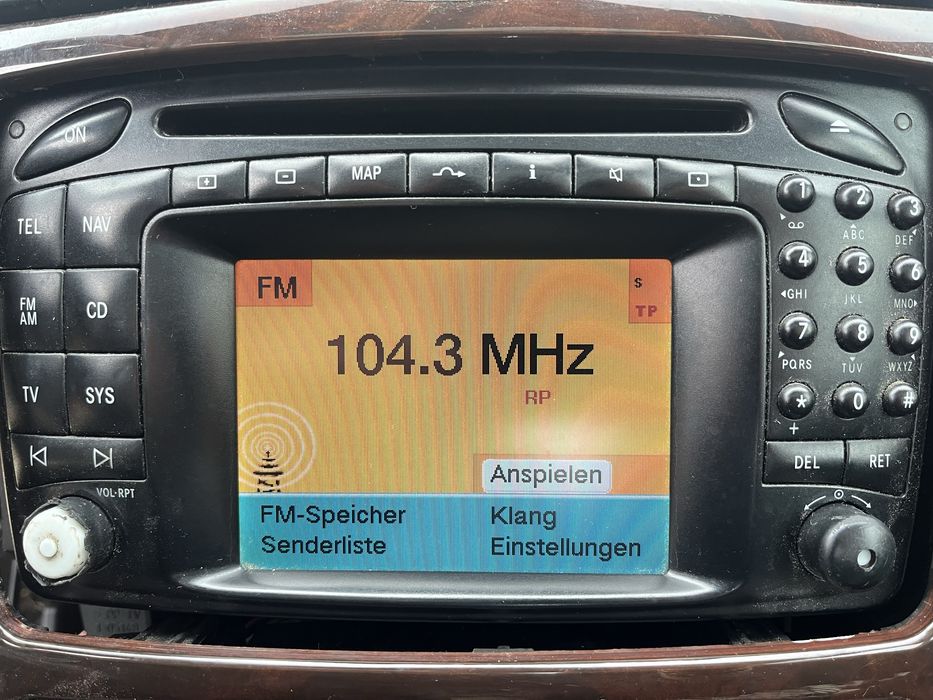 ON
MAP
i
TEL
NAV
FM
AM
CD
TV
SYS
VOL·RPT
1
2
ABC
3
DEF
4
GHI
5
JKL
6
MNO
7
PQRS
8
TUV
9
WXYZ
*
+
0
#
DEL
RET
FM
S
TP
104.3 MHz
RP
Anspielen
FM-Speicher
Klang
Senderliste
Einstellungen